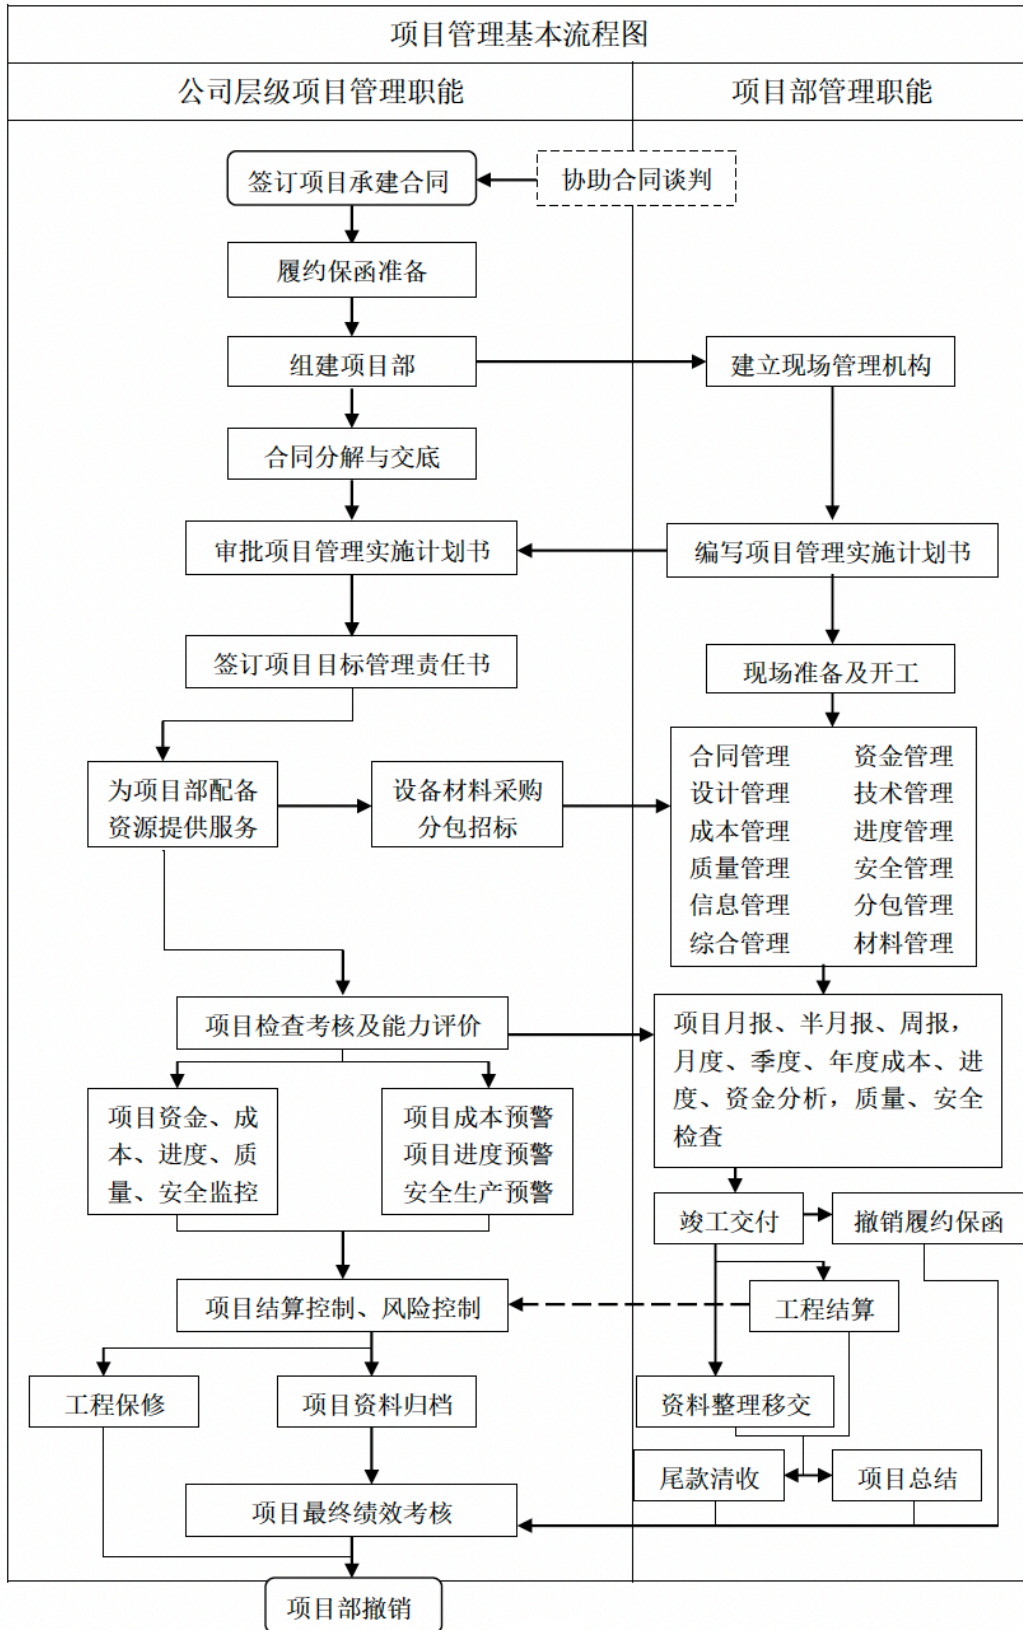 项目管理基本流程图
公司层级项目管理职能
项目部管理职能
签订项目承建合同
协助合同谈判
履约保函准备
组建项目部
建立现场管理机构
合同分解与交底
审批项目管理实施计划书
编写项目管理实施计划书
签订项目目标管理责任书
现场准备及开工
为项目部配备
资源提供服务
设备材料采购
分包招标
合同管理 资金管理
设计管理 技术管理
成本管理 进度管理
质量管理 安全管理
信息管理 分包管理
综合管理 材料管理
项目检查考核及能力评价
项目月报、半月报、周报，
月度、季度、年度成本、进
度、资金分析，质量、安全
检查
项目资金、成
本、进度、质
量、安全监控
项目成本预警
项目进度预警
安全生产预警
竣工交付
撤销履约保函
项目结算控制、风险控制
工程结算
工程保修
项目资料归档
资料整理移交
尾款清收
项目总结
项目最终绩效考核
项目部撤销